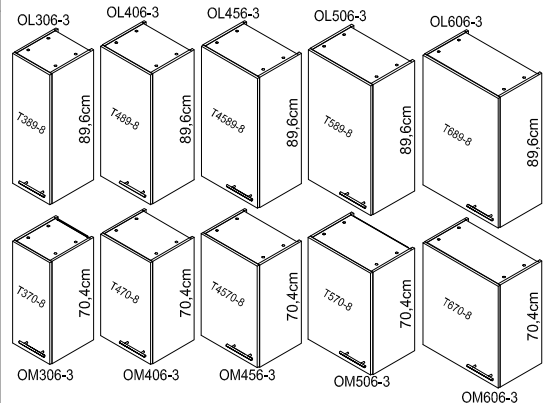 OL306-3
OL406-3
OL456-3
OL506-3
OL606-3
T389-8
89,6cm
T489-8
89,6cm
T4589-8
89,6cm
T589-8
89,6cm
T689-8
89,6cm
T370-8
70,4cm
T470-8
70,4cm
T4570-8
70,4cm
T570-8
70,4cm
T670-8
70,4cm
OM306-3
OM406-3
OM456-3
OM506-3
OM606-3